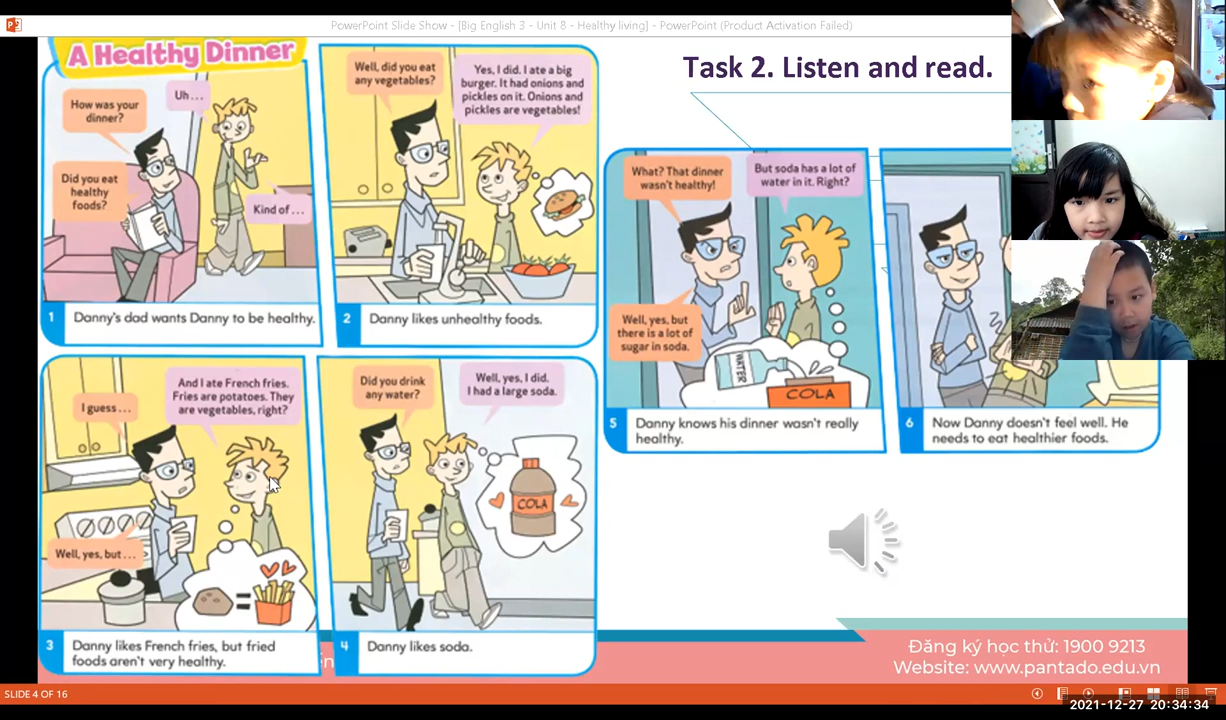 PowerPoint Slide Show - [Big English 3 - Unit 8 - Healthy living] - PowerPoint (Product Activation Failed)
A Healthy Dinner
Task 2. Listen and read.
How was your
dinner?
Uh...
Did you eat
healthy
foods?
Kind of ...
1 Danny's dad wants Danny to be healthy.
Well, did you eat
any vegetables?
Yes, I did. I ate a big
burger. It had onions and
pickles on it. Onions and
pickles are vegetables!
2 Danny likes unhealthy foods.
I guess ...
And I ate French fries.
Fries are potatoes. They
are vegetables, right?
Well, yes, but ...
3 Danny likes French fries, but fried
foods aren't very healthy.
Did you drink
any water?
Well, yes, I did.
I had a large soda.
COLA
4 Danny likes soda.
What? That dinner
wasn't healthy!
But soda has a lot of
water in it. Right?
Well, yes, but
there is a lot of
sugar in soda.
WATER
COLA
5 Danny knows his dinner wasn't really
healthy.
6 Now Danny doesn't feel well. He
needs to eat healthier foods.
Đăng ký học thử: 1900 9213
Website: www.pantado.edu.vn
SLIDE 4 OF 16
2021-12-27 20:34:34